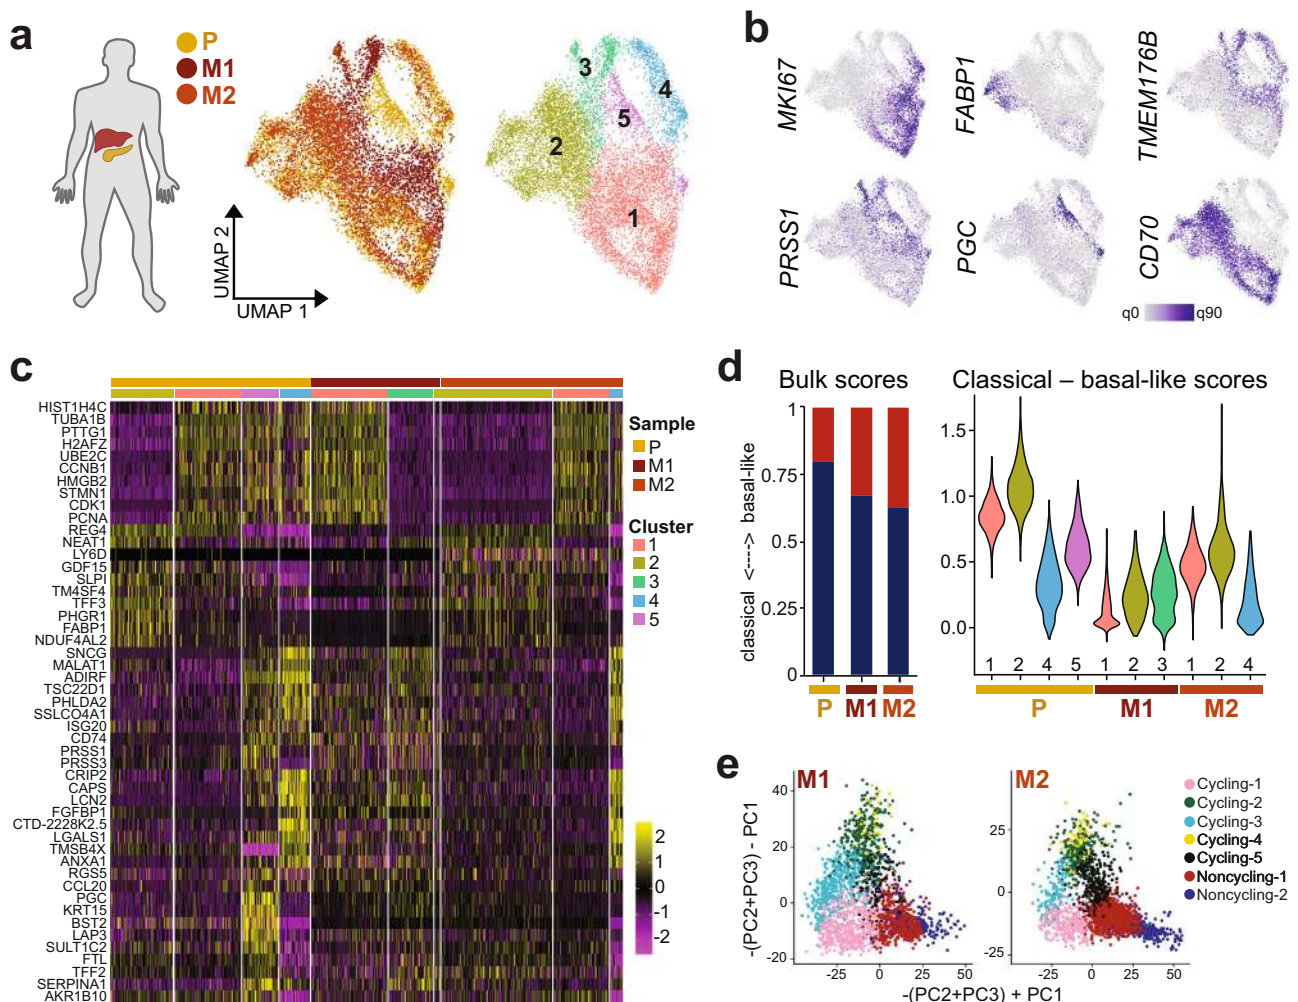 a
P
M1
M2
UMAP 2
UMAP 1
3
4
5
2
1
b
MKI67
FABP1
TMEM176B
PRSS1
PGC
CD70
q0
q90
c
HIST1H4C
TUBA1B
PTTG1
H2AFZ
UBE2C
CCNB1
HMGB2
STMN1
CDK1
PCNA
REG4
NEAT1
LY6D
GDF15
SLPI
TM4SF4
TFF3
PHGR1
FABP1
NDUF4AL2
SNCG
MALAT1
ADIRF
TSC22D1
PHLDA2
SSLCO4A1
ISG20
CD74
PRSS1
PRSS3
CRIP2
CAPS
LCN2
FGFBP1
CTD-2228K2.5
LGALS1
TMSB4X
ANXA1
RGS5
CCL20
PGC
KRT15
BST2
LAP3
SULT1C2
FTL
TFF2
SERPINA1
AKR1B10
Sample
P
M1
M2
Cluster
1
2
3
4
5
2
1
0
-1
-2
d
Bulk scores
classical <----> basal-like
1
0.75
0.5
0.25
0
P M1 M2
Classical – basal-like scores
1.5
1.0
0.5
0.0
1 2 4 5 1 2 3 1 2 4
P M1 M2
e
M1
-(PC2+PC3) - PC1
40
20
0
-20
-25 0 25 50
M2
25
0
-25
-25 0 25 50
-(PC2+PC3) + PC1
Cycling-1
Cycling-2
Cycling-3
Cycling-4
Cycling-5
Noncycling-1
Noncycling-2